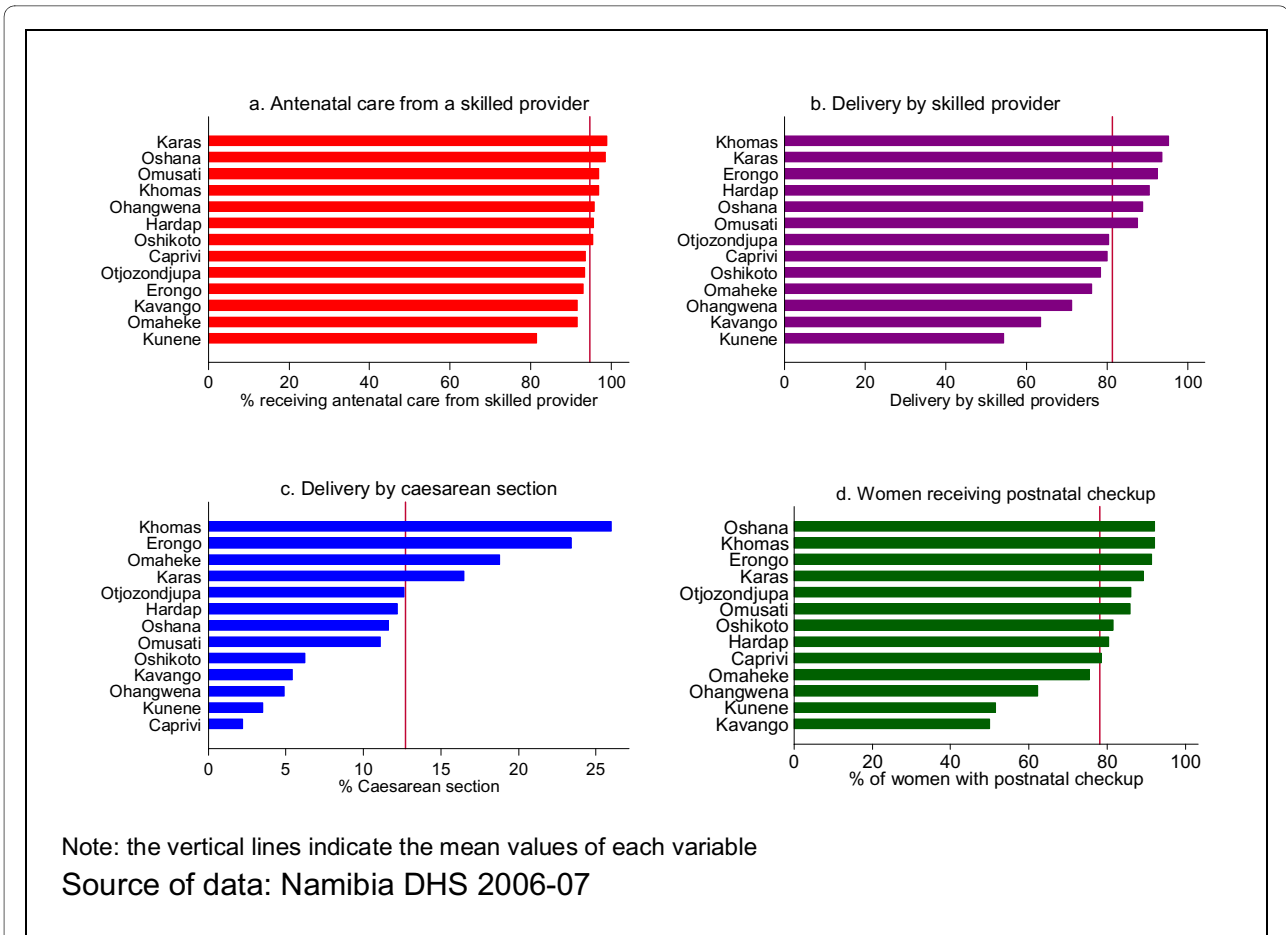 a. Antenatal care from a skilled provider
Karas
Oshana
Omusati
Khomas
Ohangwena
Hardap
Oshikoto
Caprivi
Otjozondjupa
Erongo
Kavango
Omaheke
Kunene
0 20 40 60 80 100
% receiving antenatal care from skilled provider
b. Delivery by skilled provider
Khomas
Karas
Erongo
Hardap
Oshana
Omusati
Otjozondjupa
Caprivi
Oshikoto
Omaheke
Ohangwena
Kavango
Kunene
0 20 40 60 80 100
Delivery by skilled providers
c. Delivery by caesarean section
Khomas
Erongo
Omaheke
Karas
Otjozondjupa
Hardap
Oshana
Omusati
Oshikoto
Kavango
Ohangwena
Kunene
Caprivi
0 5 10 15 20 25
% Caesarean section
d. Women receiving postnatal checkup
Oshana
Khomas
Erongo
Karas
Otjozondjupa
Omusati
Oshikoto
Hardap
Caprivi
Omaheke
Ohangwena
Kunene
Kavango
0 20 40 60 80 100
% of women with postnatal checkup
Note: the vertical lines indicate the mean values of each variable
Source of data: Namibia DHS 2006-07